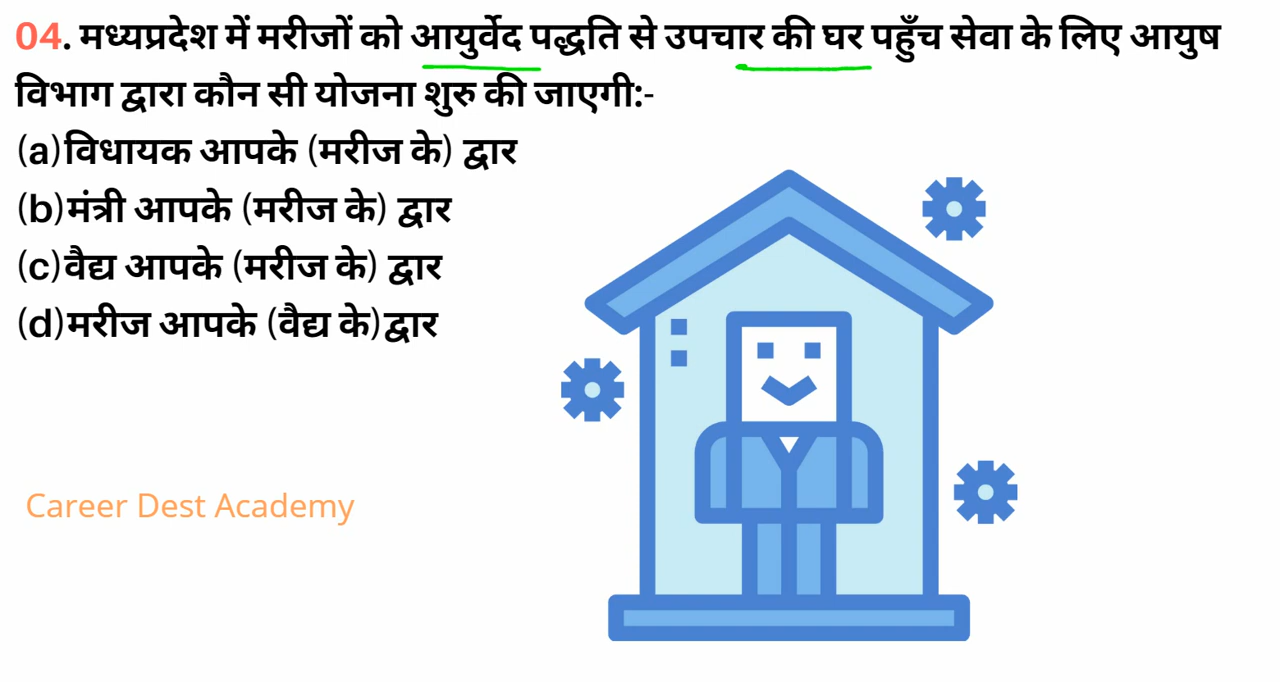 04. मध्यप्रदेश में मरीजों को आयुर्वेद पद्धति से उपचार की घर पहुँच सेवा के लिए आयुष
विभाग द्वारा कौन सी योजना शुरु की जाएगी:-
(a)विधायक आपके (मरीज के) द्वार
(b)मंत्री आपके (मरीज के) द्वार
(c)वैद्य आपके (मरीज के) द्वार
(d)मरीज आपके (वैद्य के)द्वार
Career Dest Academy